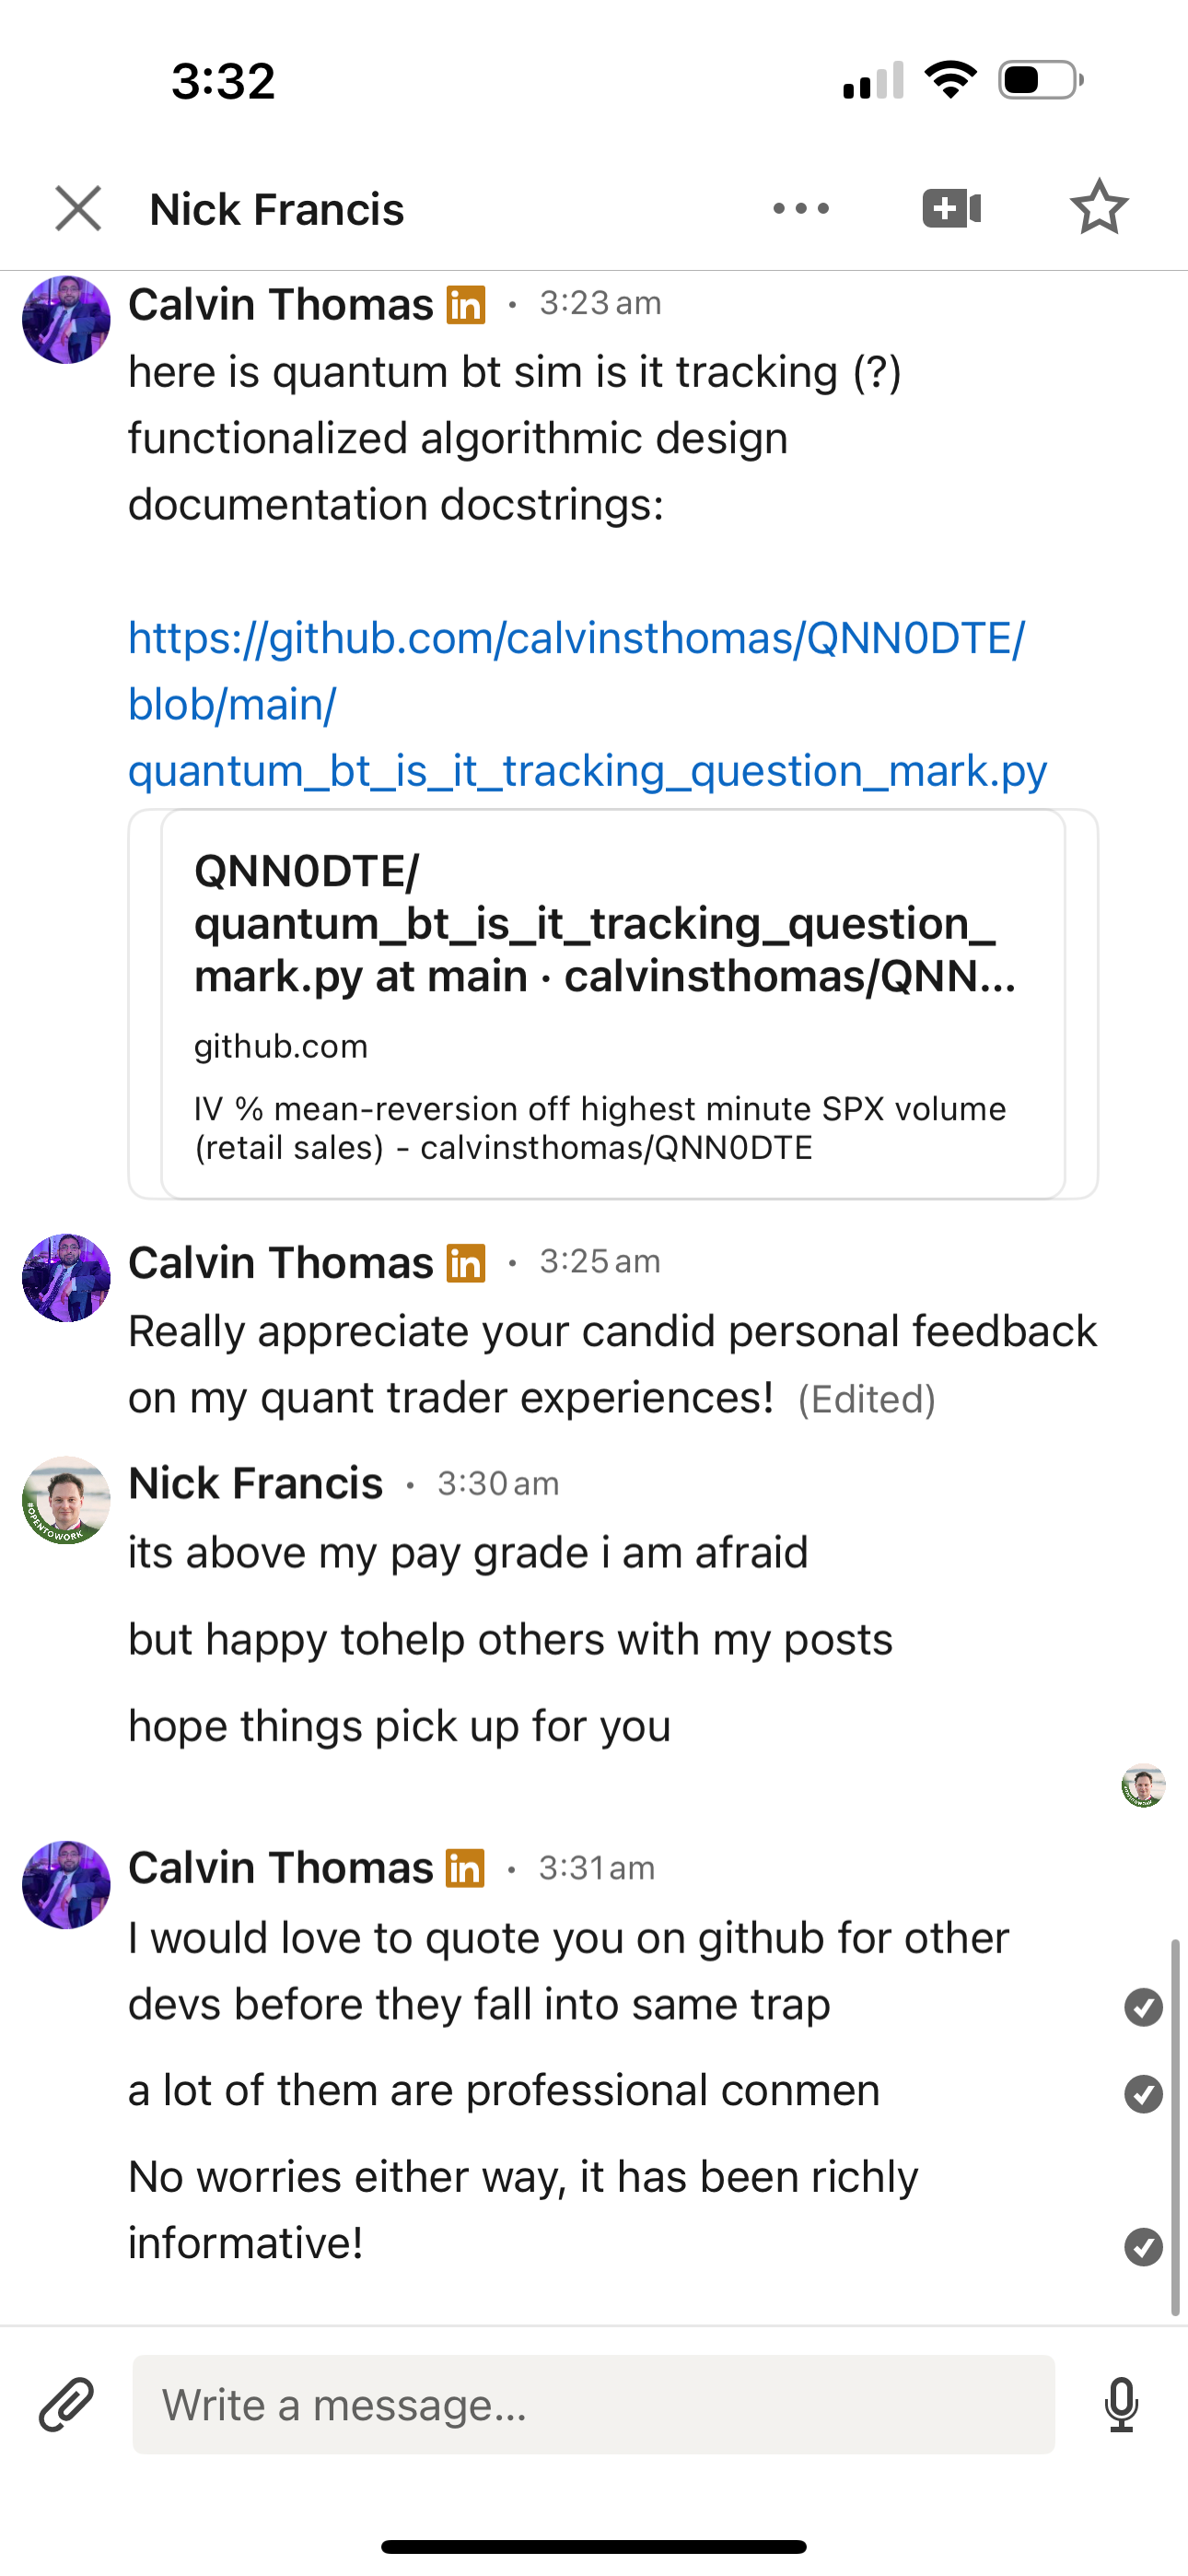 3:32
Nick Francis
Calvin Thomas in • 3:23 am
here is quantum bt sim is it tracking (?)
functionalized algorithmic design
documentation docstrings:
https://github.com/calvinsthomas/QNN0DTE/
blob/main/
quantum_bt_is_it_tracking_question_mark.py
QNN0DTE/
quantum_bt_is_it_tracking_question_
mark.py at main · calvinsthomas/QNN...
github.com
IV % mean-reversion off highest minute SPX volume
(retail sales) - calvinsthomas/QNN0DTE
Calvin Thomas in • 3:25 am
Really appreciate your candid personal feedback
on my quant trader experiences! (Edited)
Nick Francis • 3:30 am
#OPENTOWORK
its above my pay grade i am afraid
but happy tohelp others with my posts
hope things pick up for you
Calvin Thomas in • 3:31 am
I would love to quote you on github for other
devs before they fall into same trap
a lot of them are professional conmen
No worries either way, it has been richly
informative!
Write a message...